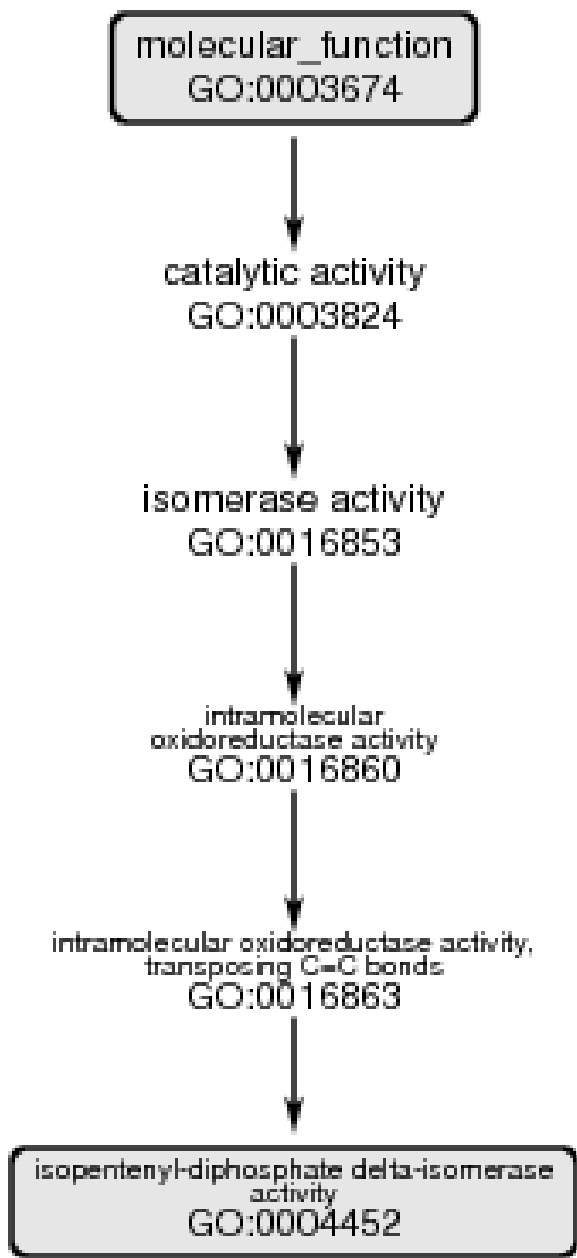 molecular_function
GO:0003674
catalytic activity
GO:0003824
isomerase activity
GO:0016853
intramolecular
oxidoreductase activity
GO:0016860
intramolecular oxidoreductase activity,
transposing C=C bonds
GO:0016863
isopentenyl-diphosphate delta-isomerase
activity
GO:0004452